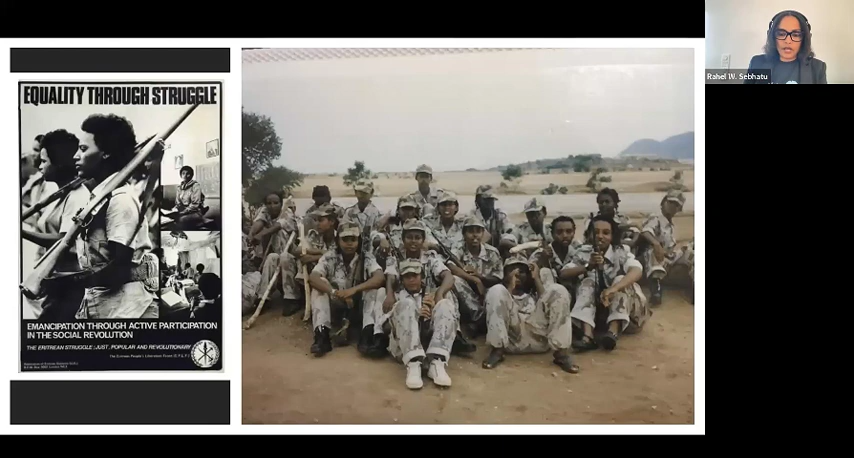 EQUALITY THROUGH STRUGGLE
EMANCIPATION THROUGH ACTIVE PARTICIPATION
IN THE SOCIAL REVOLUTION
THE ERITREAN STRUGGLE: JUST, POPULAR AND REVOLUTIONARY
The Eritrean People's Liberation Front (E.P.L.F.)
Rahel W. Sebhatu